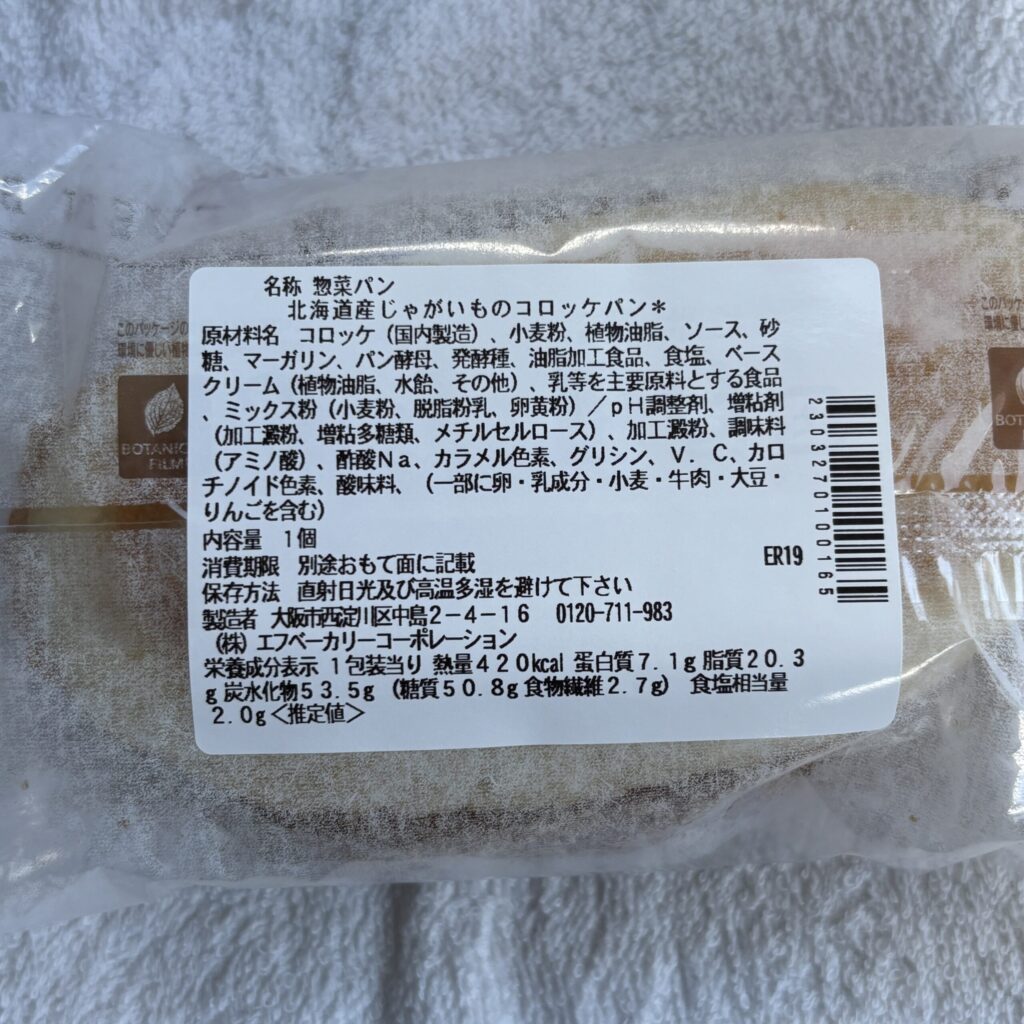 名称 惣菜パン
北海道産じゃがいものコロッケパン＊
原材料名 コロッケ（国内製造）、小麦粉、植物油脂、ソース、砂
糖、マーガリン、パン酵母、発酵種、油脂加工食品、食塩、ベース
クリーム（植物油脂、水飴、その他）、乳等を主要原料とする食品
、ミックス粉（小麦粉、脱脂粉乳、卵黄粉）／ｐＨ調整剤、増粘剤
（加工澱粉、増粘多糖類、メチルセルロース）、加工澱粉、調味料
（アミノ酸）、酢酸Ｎａ、カラメル色素、グリシン、Ｖ．Ｃ、カロ
チノイド色素、酸味料、（一部に卵・乳成分・小麦・牛肉・大豆・
りんごを含む）
内容量 １個
消費期限 別途おもて面に記載 ER19
保存方法 直射日光及び高温多湿を避けて下さい
製造者 大阪市西淀川区中島２－４－１６ 0120-711-983
（株）エフベーカリーコーポレーション
栄養成分表示 １包装当り 熱量４２０kcal 蛋白質７.１g 脂質２０.３
g 炭水化物５３.５g（糖質５０.８g 食物繊維２.７g） 食塩相当量
２.０g＜推定値＞
2303270100165
このパッケージの
環境に優しい植
BOTANIC
FILM
このパッケ
環境に
BOT